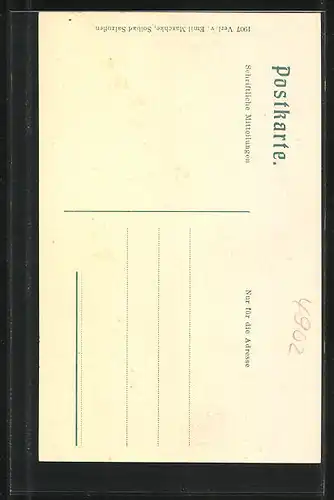 Postkarte.
Schriftliche Mitteilungen
Nur für die Adresse
1907 Verl. v. Emil Maschke, Solbad Salzuflen
4902